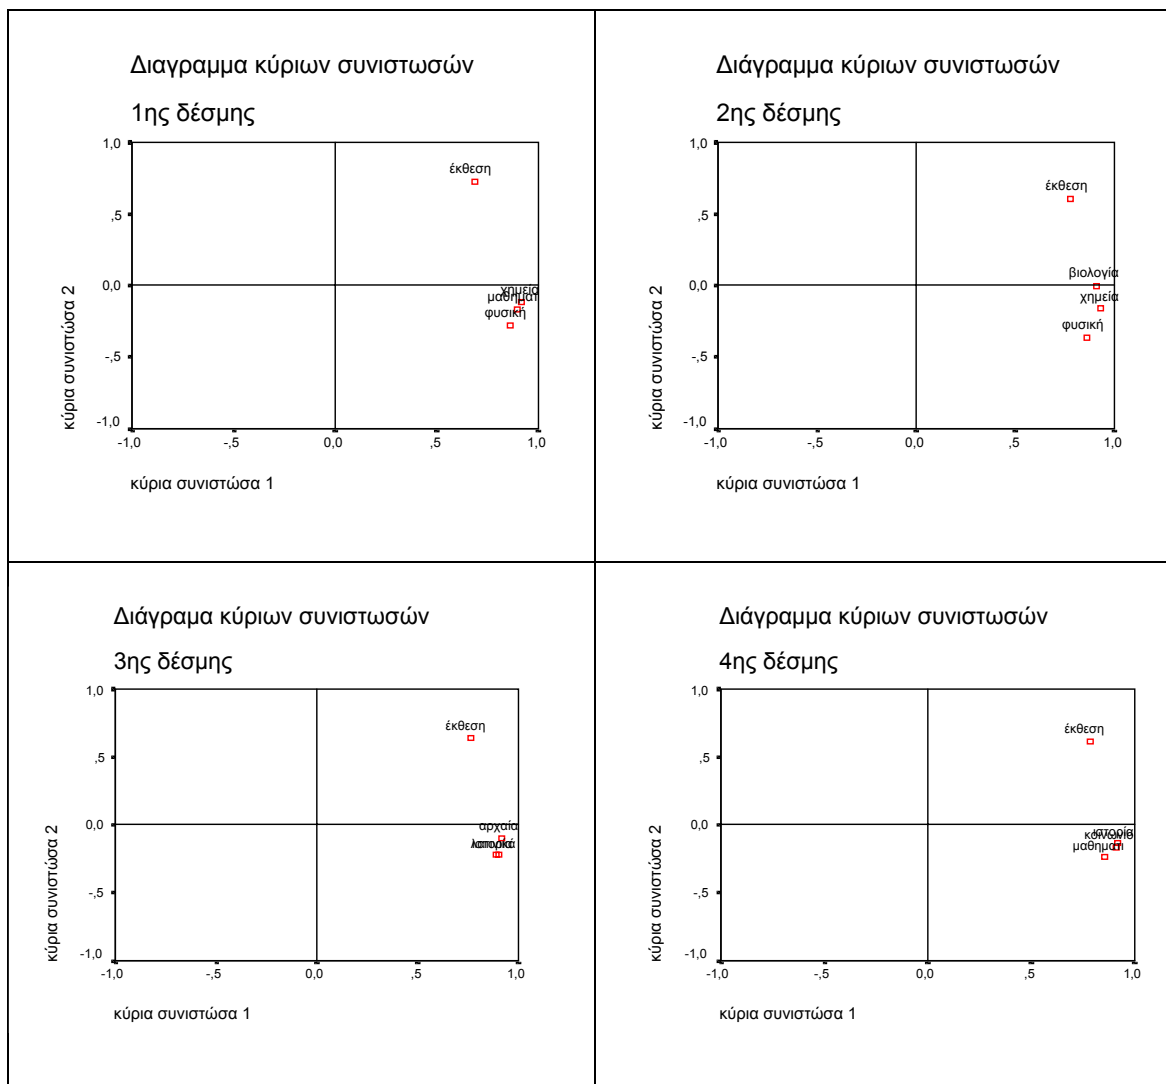 Διαγραμμα κύριων συνιστωσών
1ης δέσμης
1,0
έκθεση
,5
0,0
χημεία
μαθηματ
φυσική
-,5
-1,0
-1,0
-,5
0,0
,5
1,0
κύρια συνιστώσα 2
κύρια συνιστώσα 1
Διάγραμμα κύριων συνιστωσών
2ης δέσμης
1,0
έκθεση
,5
βιολογία
0,0
χημεία
φυσική
-,5
-1,0
-1,0
-,5
0,0
,5
1,0
κύρια συνιστώσα 2
κύρια συνιστώσα 1
Διάγραμα κύριων συνιστωσών
3ης δέσμης
1,0
έκθεση
,5
0,0
αρχαία
-,5
-1,0
-1,0
-,5
0,0
,5
1,0
κύρια συνιστώσα 2
κύρια συνιστώσα 1
Διάγραμμα κύριων συνιστωσών
4ης δέσμης
1,0
έκθεση
,5
0,0
ιστορία
κοινωνιο
μαθηματι
-,5
-1,0
-1,0
-,5
0,0
,5
1,0
κύρια συνιστώσα 2
κύρια συνιστώσα 1